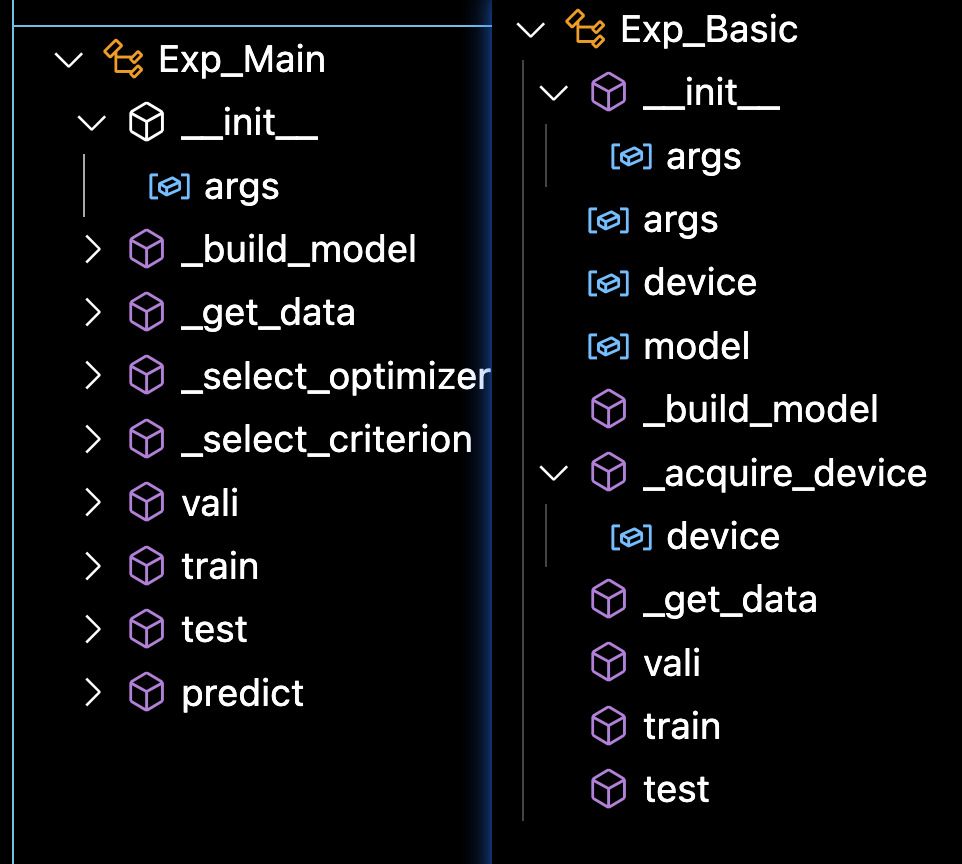 Exp_Main
__init__
args
_build_model
_get_data
_select_optimizer
_select_criterion
vali
train
test
predict
Exp_Basic
__init__
args
args
device
model
_build_model
_acquire_device
device
_get_data
vali
train
test